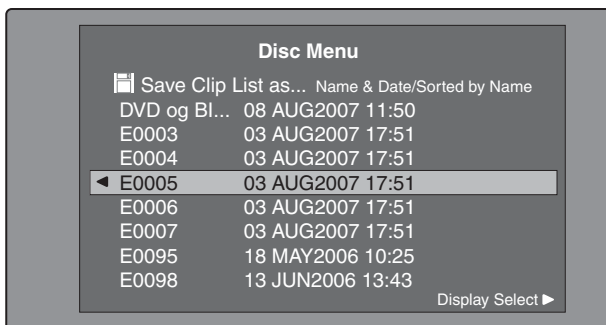 Disc Menu
Save Clip List as... Name & Date/Sorted by Name
DVD og Bl... 08 AUG2007 11:50
E0003 03 AUG2007 17:51
E0004 03 AUG2007 17:51
E0005 03 AUG2007 17:51
E0006 03 AUG2007 17:51
E0007 03 AUG2007 17:51
E0095 18 MAY2006 10:25
E0098 13 JUN2006 13:43
Display Select